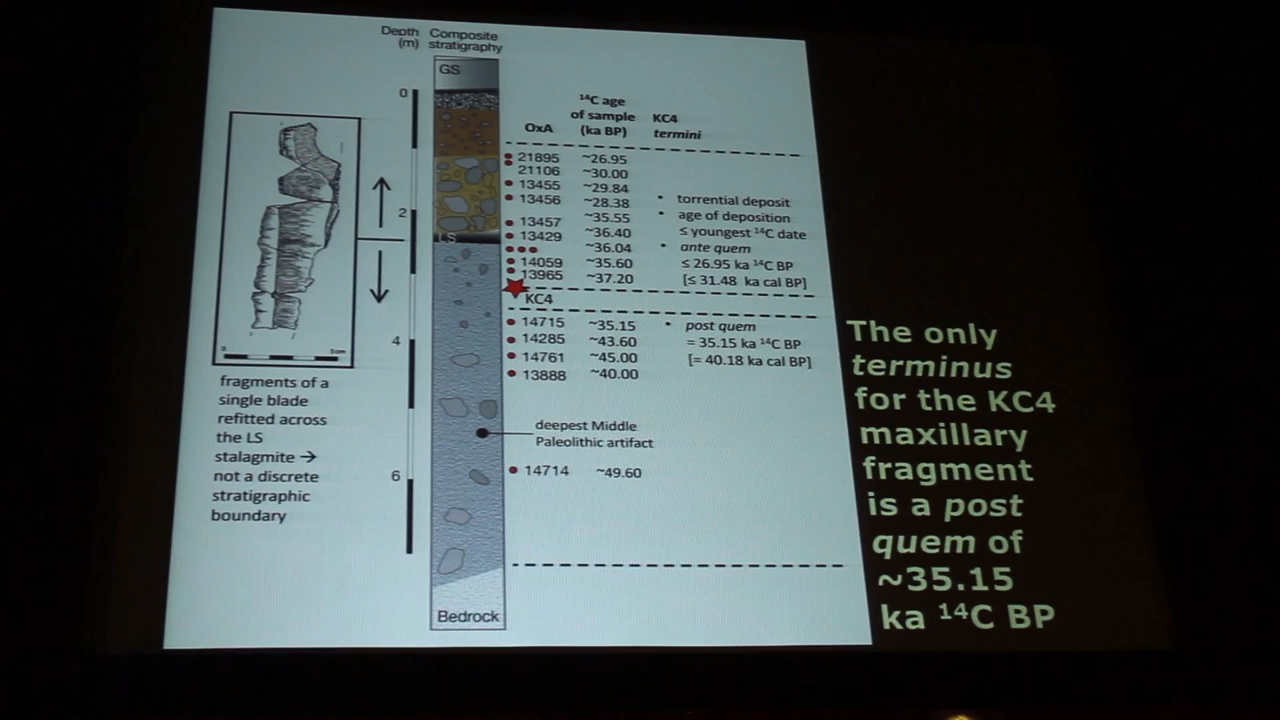 Depth (m)
Composite stratigraphy
GS
0
2
LS
4
6
Bedrock
0
5cm
fragments of a
single blade
refitted across
the LS
stalagmite →
not a discrete
stratigraphic
boundary
OxA
¹⁴C age
of sample
(ka BP)
KC4
termini
21895 ~26.95
21106 ~30.00
13455 ~29.84
13456 ~28.38
13457 ~35.55
13429 ~36.40
~36.04
14059 ~35.60
13965 ~37.20
• torrential deposit
• age of deposition
≤ youngest ¹⁴C date
• ante quem
≤ 26.95 ka ¹⁴C BP
[≤ 31.48 ka cal BP]
KC4
14715 ~35.15
14285 ~43.60
14761 ~45.00
13888 ~40.00
• post quem
= 35.15 ka ¹⁴C BP
[= 40.18 ka cal BP]
deepest Middle
Paleolithic artifact
14714 ~49.60
The only
terminus
for the KC4
maxillary
fragment
is a post
quem of
~35.15
ka ¹⁴C BP